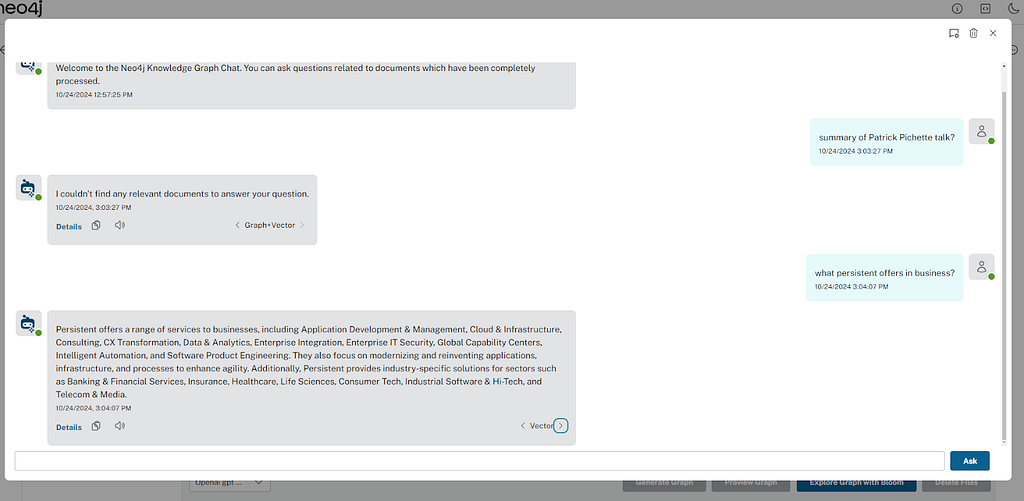 neo4j
Welcome to the Neo4j Knowledge Graph Chat. You can ask questions related to documents which have been completely
processed.
10/24/2024 12:57:25 PM
summary of Patrick Pichette talk?
10/24/2024 3:03:27 PM
I couldn't find any relevant documents to answer your question.
10/24/2024, 3:03:27 PM
Details
Graph+Vector
what persistent offers in business?
10/24/2024 3:04:07 PM
Persistent offers a range of services to businesses, including Application Development & Management, Cloud & Infrastructure,
Consulting, CX Transformation, Data & Analytics, Enterprise Integration, Enterprise IT Security, Global Capability Centers,
Intelligent Automation, and Software Product Engineering. They also focus on modernizing and reinventing applications,
infrastructure, and processes to enhance agility. Additionally, Persistent provides industry-specific solutions for sectors such
as Banking & Financial Services, Insurance, Healthcare, Life Sciences, Consumer Tech, Industrial Software & Hi-Tech, and
Telecom & Media.
10/24/2024, 3:04:07 PM
Details
Vector
Ask
Openai gpt ...
Generate Graph
Preview Graph
Explore Graph with Bloom
Delete Files